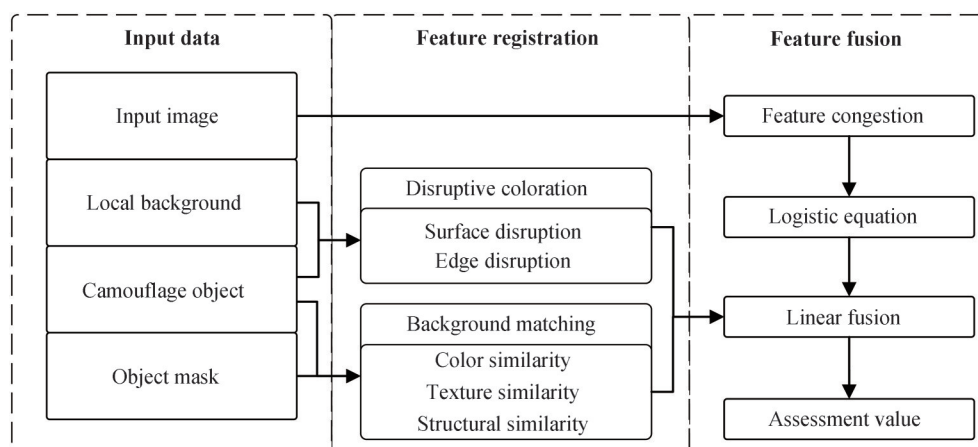 Input data
Input image
Local background
Camouflage object
Object mask
Feature registration
Disruptive coloration
Surface disruption
Edge disruption
Background matching
Color similarity
Texture similarity
Structural similarity
Feature fusion
Feature congestion
Logistic equation
Linear fusion
Assessment value